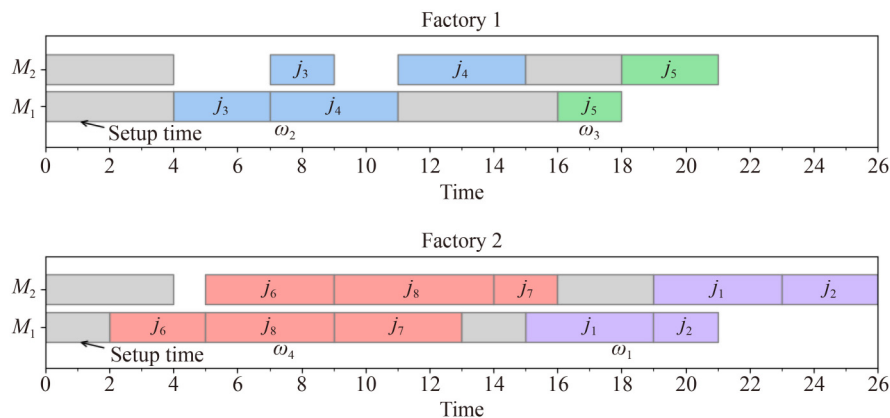 Factory 1
M₂ j₃ j₄ j₅
M₁ j₃ j₄ j₅
Setup time ω₂ ω₃
0 2 4 6 8 10 12 14 16 18 20 22 24 26
Time
Factory 2
M₂ j₆ j₈ j₇ j₁ j₂
M₁ j₆ j₈ j₇ j₁ j₂
Setup time ω₄ ω₁
0 2 4 6 8 10 12 14 16 18 20 22 24 26
Time